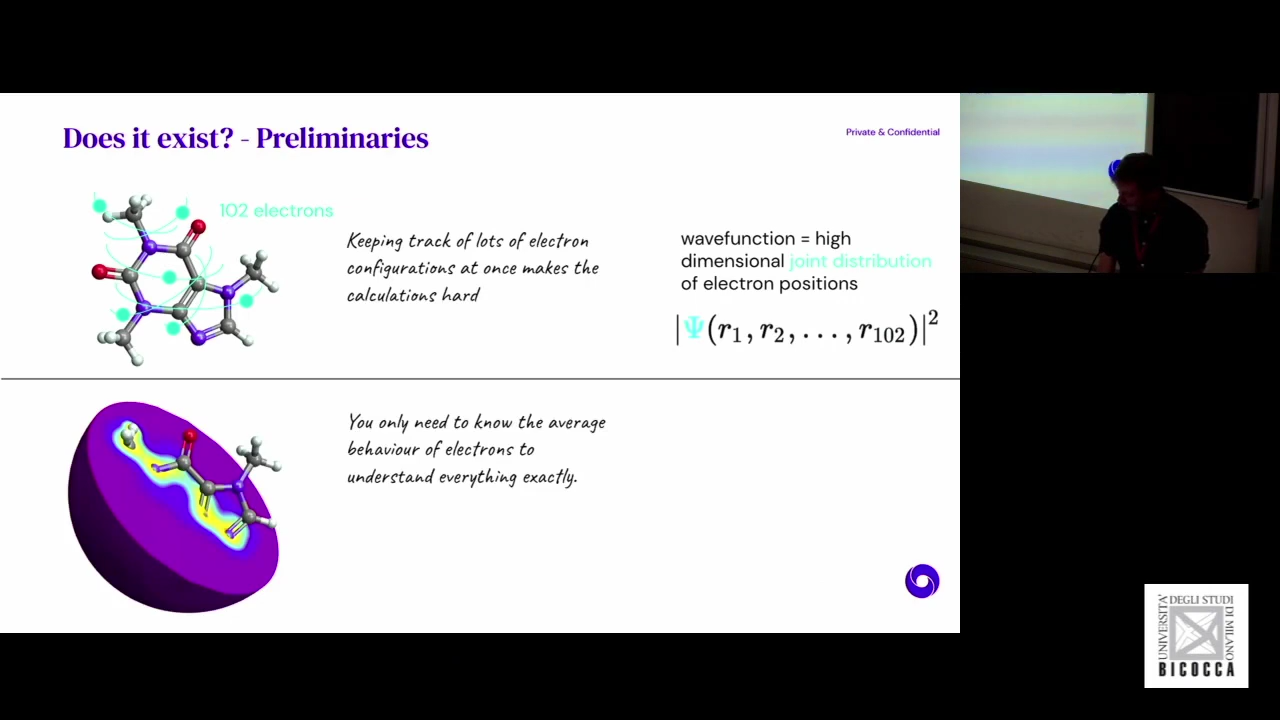 Does it exist? - Preliminaries
Private & Confidential
102 electrons
Keeping track of lots of electron
configurations at once makes the
calculations hard
wavefunction = high
dimensional joint distribution
of electron positions
|Ψ(r₁, r₂, . . . , r₁₀₂)|²
You only need to know the average
behaviour of electrons to
understand everything exactly.
UNIVERSITA'
DEGLI STUDI
DI MILANO
BICOCCA